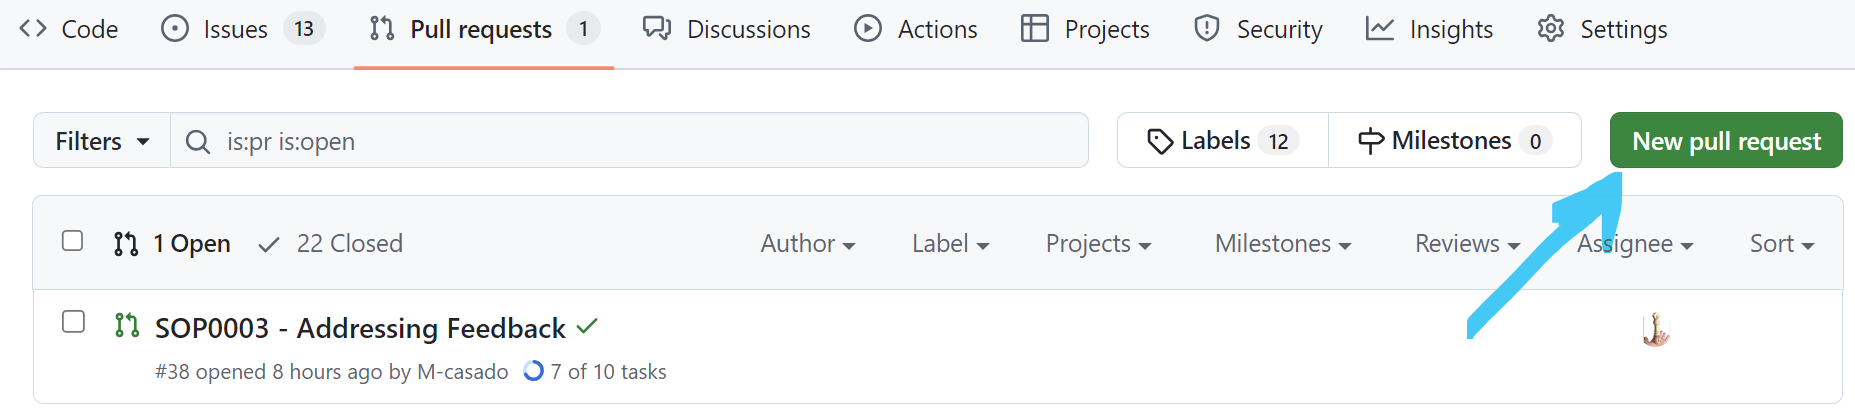 Code Issues 13 Pull requests 1 Discussions Actions Projects Security Insights Settings
Filters is:pr is:open Labels 12 Milestones 0 New pull request
1 Open 22 Closed Author Label Projects Milestones Reviews Assignee Sort
SOP0003 - Addressing Feedback
#38 opened 8 hours ago by M-casado 7 of 10 tasks